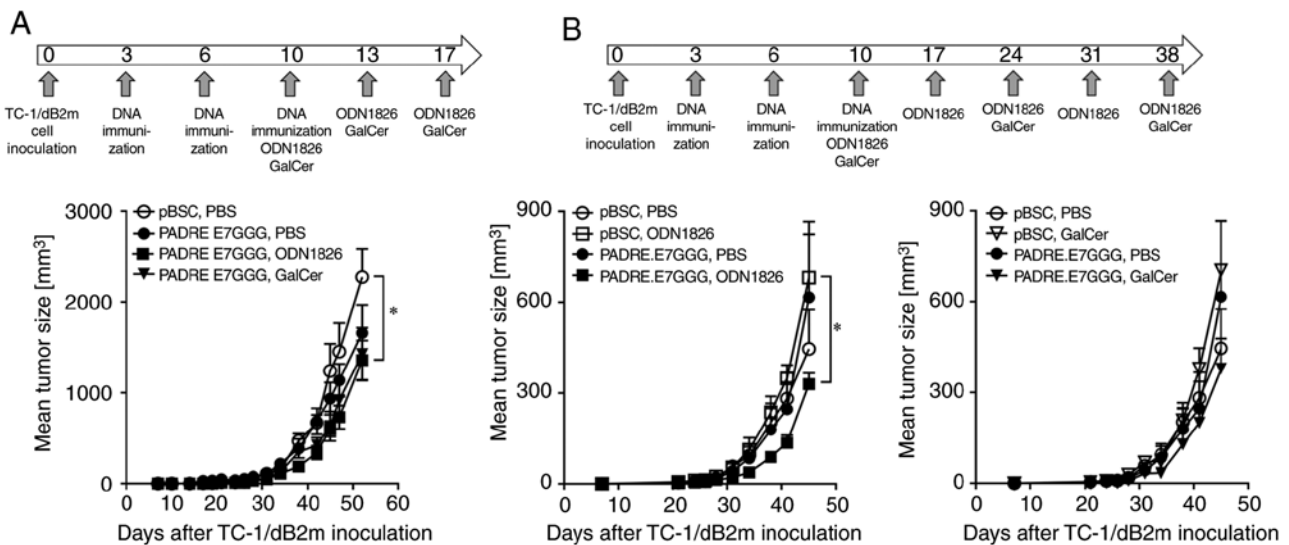 A
0 3 6 10 13 17
TC-1/dB2m
cell
inoculation
DNA
immuni-
zation
DNA
immuni-
zation
DNA
immunization
ODN1826
GalCer
ODN1826
GalCer
ODN1826
GalCer
B
0 3 6 10 17 24 31 38
TC-1/dB2m
cell
inoculation
DNA
immuni-
zation
DNA
immuni-
zation
DNA
immunization
ODN1826
GalCer
ODN1826
ODN1826
GalCer
ODN1826
ODN1826
GalCer
Mean tumor size [mm³]
3000
2000
1000
0
pBSC, PBS
PADRE E7GGG, PBS
PADRE E7GGG, ODN1826
PADRE E7GGG, GalCer
*
0 10 20 30 40 50 60
Days after TC-1/dB2m inoculation
Mean tumor size [mm³]
900
600
300
0
pBSC, PBS
pBSC, ODN1826
PADRE.E7GGG, PBS
PADRE.E7GGG, ODN1826
*
0 10 20 30 40 50
Days after TC-1/dB2m inoculation
Mean tumor size [mm³]
900
600
300
0
pBSC, PBS
pBSC, GalCer
PADRE.E7GGG, PBS
PADRE.E7GGG, GalCer
0 10 20 30 40 50
Days after TC-1/dB2m inoculation